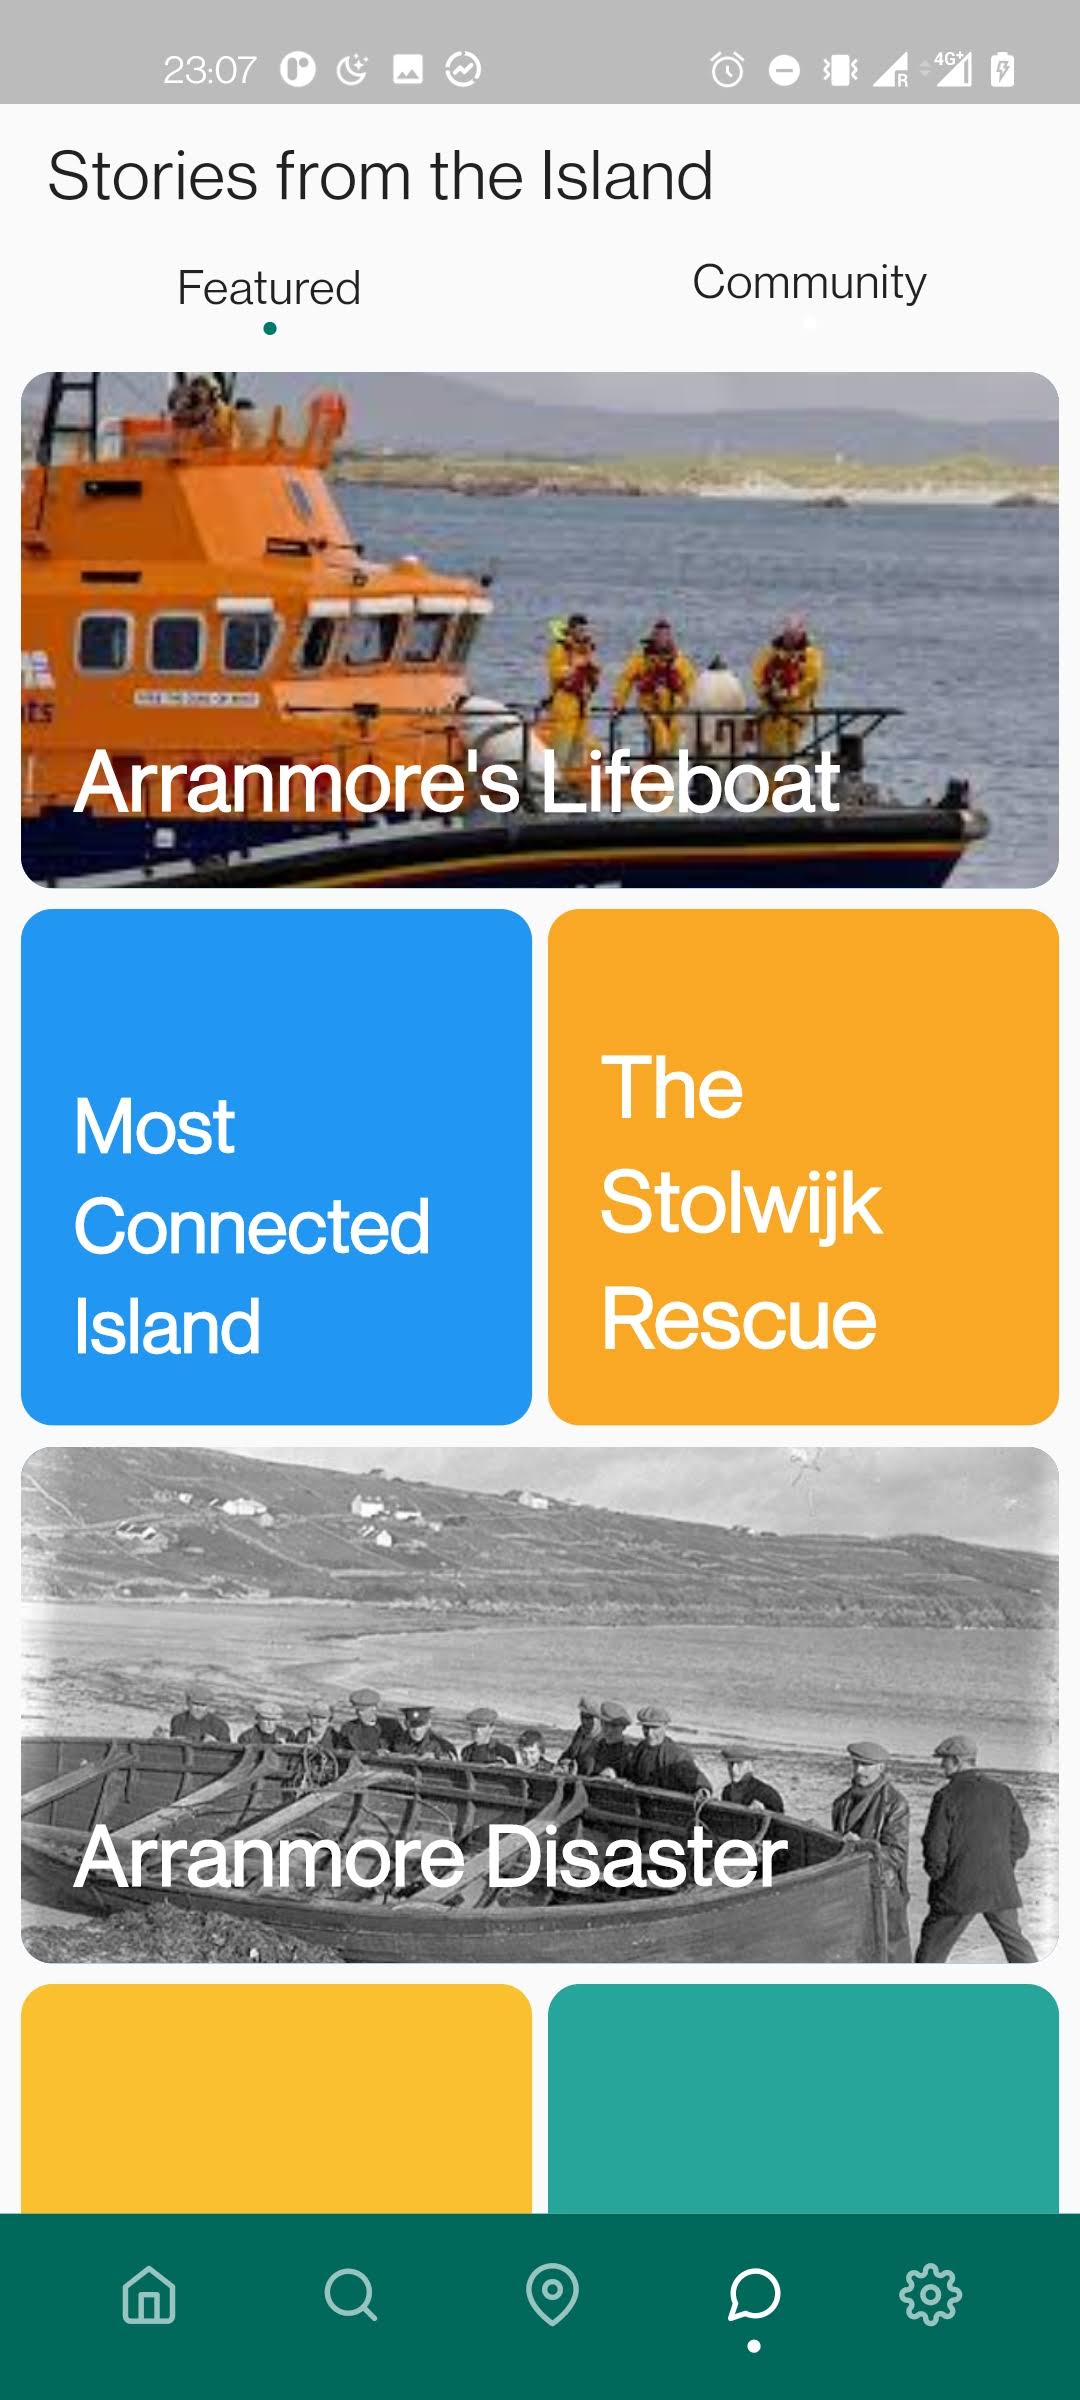 23:07
R
4G+
Stories from the Island
Featured
Community
ts
Arranmore's Lifeboat
Most
Connected
Island
The
Stolwijk
Rescue
Arranmore Disaster